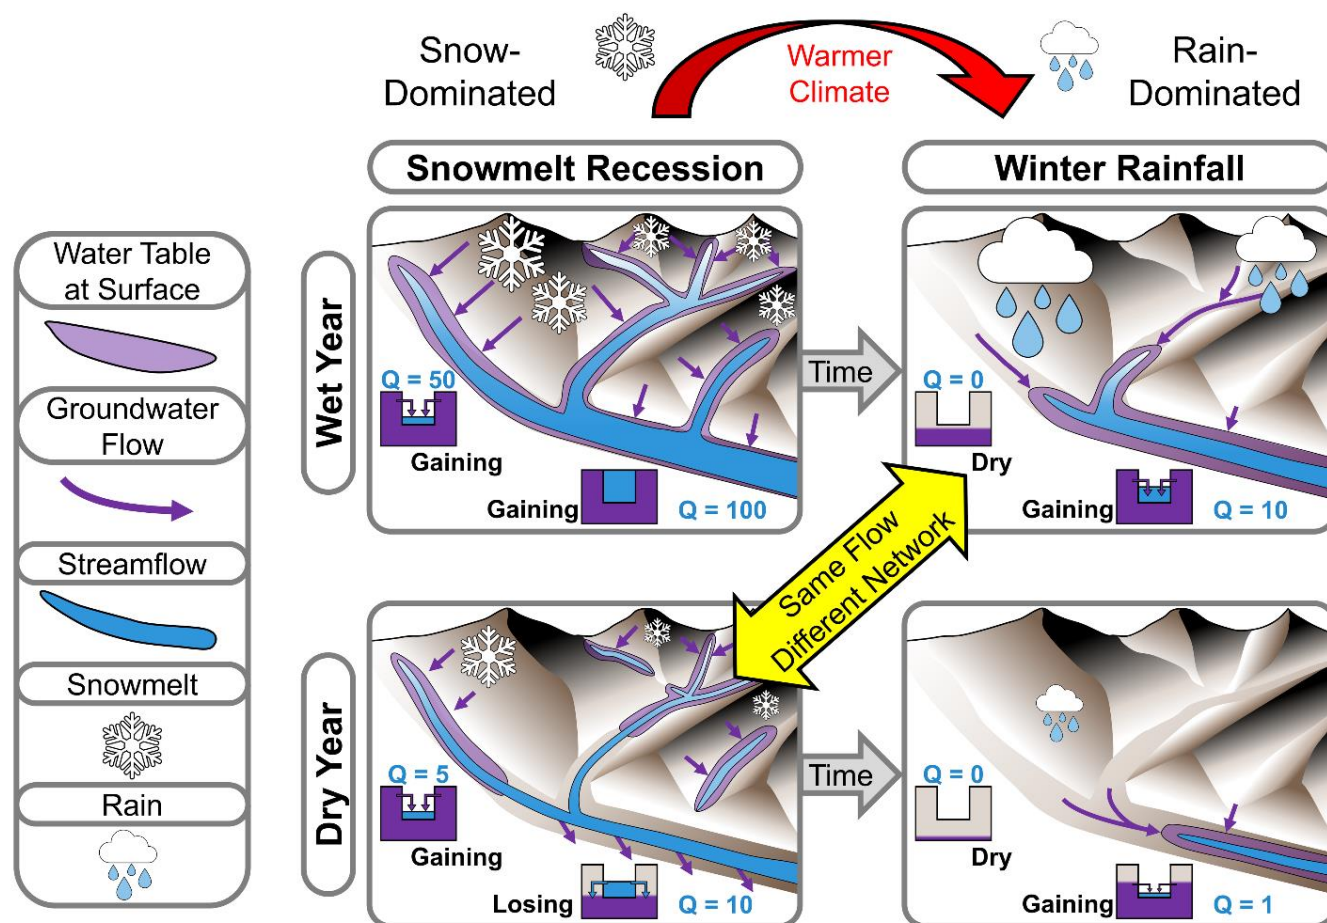 Snow-
Dominated
Warmer
Climate
Rain-
Dominated
Snowmelt Recession
Winter Rainfall
Water Table
at Surface
Groundwater
Flow
Streamflow
Snowmelt
Rain
Wet Year
Q = 50
Gaining
Gaining
Q = 100
Time
Q = 0
Dry
Gaining
Q = 10
Same Flow
Different Network
Dry Year
Q = 5
Gaining
Losing
Q = 10
Time
Q = 0
Dry
Gaining
Q = 1